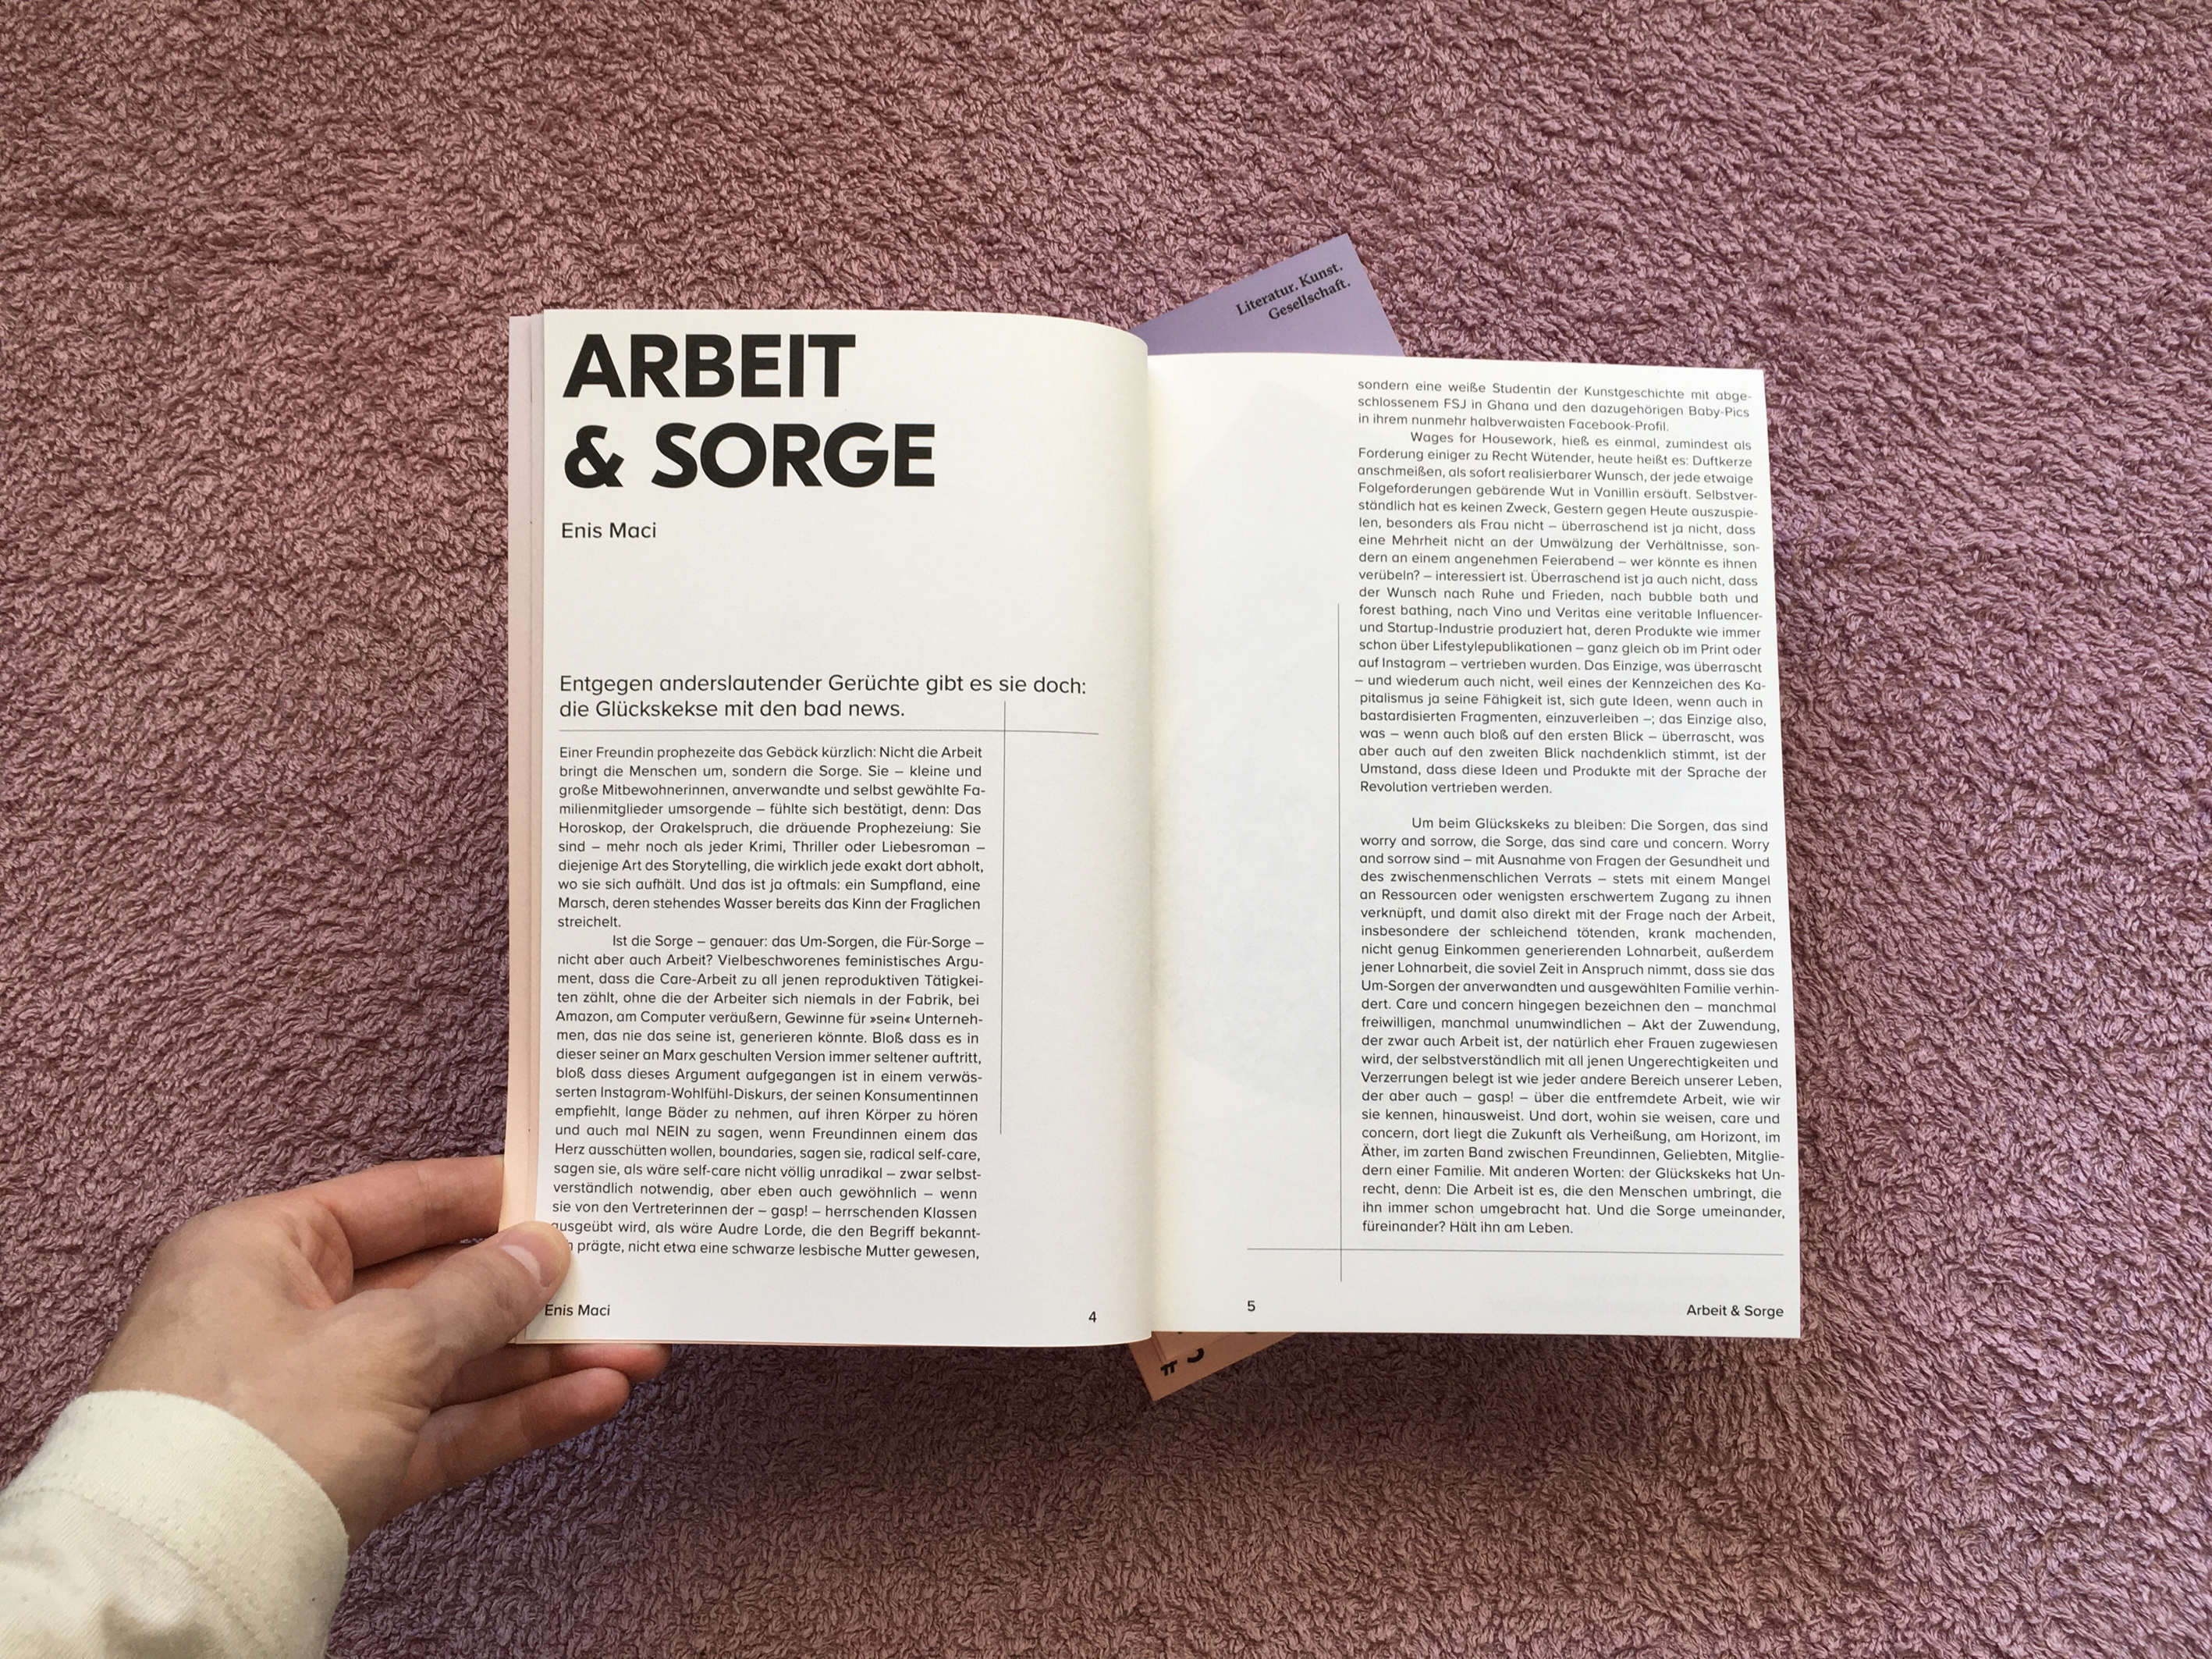 Literatur. Kunst.
Gesellschaft.
ARBEIT
& SORGE
Enis Maci
Entgegen anderslautender Gerüchte gibt es sie doch:
die Glückskekse mit den bad news.
Einer Freundin prophezeite das Gebäck kürzlich: Nicht die Arbeit
bringt die Menschen um, sondern die Sorge. Sie – kleine und
große Mitbewohnerinnen, anverwandte und selbst gewählte Fa-
milienmitglieder umsorgende – fühlte sich bestätigt, denn: Das
Horoskop, der Orakelspruch, die dräuende Prophezeiung: Sie
sind – mehr noch als jeder Krimi, Thriller oder Liebesroman –
diejenige Art des Storytelling, die wirklich jede exakt dort abholt,
wo sie sich aufhält. Und das ist ja oftmals: ein Sumpfland, eine
Marsch, deren stehendes Wasser bereits das Kinn der Fraglichen
streichelt.
Ist die Sorge – genauer: das Um-Sorgen, die Für-Sorge –
nicht aber auch Arbeit? Vielbeschworenes feministisches Argu-
ment, dass die Care-Arbeit zu all jenen reproduktiven Tätigkei-
ten zählt, ohne die der Arbeiter sich niemals in der Fabrik, bei
Amazon, am Computer veräußern, Gewinne für »sein« Unterneh-
men, das nie das seine ist, generieren könnte. Bloß dass es in
dieser seiner an Marx geschulten Version immer seltener auftritt,
bloß dass dieses Argument aufgegangen ist in einem verwäs-
serten Instagram-Wohlfühl-Diskurs, der seinen Konsumentinnen
empfiehlt, lange Bäder zu nehmen, auf ihren Körper zu hören
und auch mal NEIN zu sagen, wenn Freundinnen einem das
Herz ausschütten wollen, boundaries, sagen sie, radical self-care,
sagen sie, als wäre self-care nicht völlig unradikal – zwar selbst-
verständlich notwendig, aber eben auch gewöhnlich – wenn
sie von den Vertreterinnen der – gasp! – herrschenden Klassen
ausgeübt wird, als wäre Audre Lorde, die den Begriff bekannt-
prägte, nicht etwa eine schwarze lesbische Mutter gewesen,
Enis Maci
4
sondern eine weiße Studentin der Kunstgeschichte mit abge-
schlossenem FSJ in Ghana und den dazugehörigen Baby-Pics
in ihrem nunmehr halbverwaisten Facebook-Profil.
Wages for Housework, hieß es einmal, zumindest als
Forderung einiger zu Recht Wütender, heute heißt es: Duftkerze
anschmeißen, als sofort realisierbarer Wunsch, der jede etwaige
Folgeforderungen gebärende Wut in Vanillin ersäuft. Selbstver-
ständlich hat es keinen Zweck, Gestern gegen Heute auszuspie-
len, besonders als Frau nicht – überraschend ist ja nicht, dass
eine Mehrheit nicht an der Umwälzung der Verhältnisse, son-
dern an einem angenehmen Feierabend – wer könnte es ihnen
verübeln? – interessiert ist. Überraschend ist ja auch nicht, dass
der Wunsch nach Ruhe und Frieden, nach bubble bath und
forest bathing, nach Vino und Veritas eine veritable Influencer-
und Startup-Industrie produziert hat, deren Produkte wie immer
schon über Lifestylepublikationen – ganz gleich ob im Print oder
auf Instagram – vertrieben wurden. Das Einzige, was überrascht
– und wiederum auch nicht, weil eines der Kennzeichen des Ka-
pitalismus ja seine Fähigkeit ist, sich gute Ideen, wenn auch in
bastardisierten Fragmenten, einzuverleiben –; das Einzige also,
was – wenn auch bloß auf den ersten Blick – überrascht, was
aber auch auf den zweiten Blick nachdenklich stimmt, ist der
Umstand, dass diese Ideen und Produkte mit der Sprache der
Revolution vertrieben werden.
Um beim Glückskeks zu bleiben: Die Sorgen, das sind
worry and sorrow, die Sorge, das sind care und concern. Worry
and sorrow sind – mit Ausnahme von Fragen der Gesundheit und
des zwischenmenschlichen Verrats – stets mit einem Mangel
an Ressourcen oder wenigsten erschwertem Zugang zu ihnen
verknüpft, und damit also direkt mit der Frage nach der Arbeit,
insbesondere der schleichend tötenden, krank machenden,
nicht genug Einkommen generierenden Lohnarbeit, außerdem
jener Lohnarbeit, die soviel Zeit in Anspruch nimmt, dass sie das
Um-Sorgen der anverwandten und ausgewählten Familie verhin-
dert. Care und concern hingegen bezeichnen den – manchmal
freiwilligen, manchmal unumwindlichen – Akt der Zuwendung,
der zwar auch Arbeit ist, der natürlich eher Frauen zugewiesen
wird, der selbstverständlich mit all jenen Ungerechtigkeiten und
Verzerrungen belegt ist wie jeder andere Bereich unserer Leben,
der aber auch – gasp! – über die entfremdete Arbeit, wie wir
sie kennen, hinausweist. Und dort, wohin sie weisen, care und
concern, dort liegt die Zukunft als Verheißung, am Horizont, im
Äther, im zarten Band zwischen Freundinnen, Geliebten, Mitglie-
dern einer Familie. Mit anderen Worten: der Glückskeks hat Un-
recht, denn: Die Arbeit ist es, die den Menschen umbringt, die
ihn immer schon umgebracht hat. Und die Sorge umeinander,
füreinander? Hält ihn am Leben.
5
Arbeit & Sorge